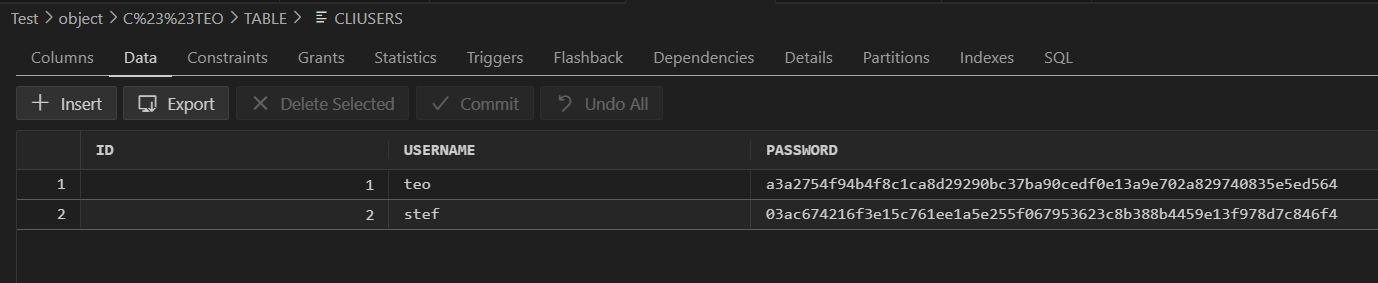 Test > object > C%23%23TEO > TABLE > CLIUSERS
Columns Data Constraints Grants Statistics Triggers Flashback Dependencies Details Partitions Indexes SQL
Insert Export Delete Selected Commit Undo All
ID USERNAME PASSWORD
1 1 teo a3a2754f94b4f8c1ca8d29290bc37ba90cedf0e13a9e702a829740835e5ed564
2 2 stef 03ac674216f3e15c761ee1a5e255f067953623c8b388b4459e13f978d7c846f4